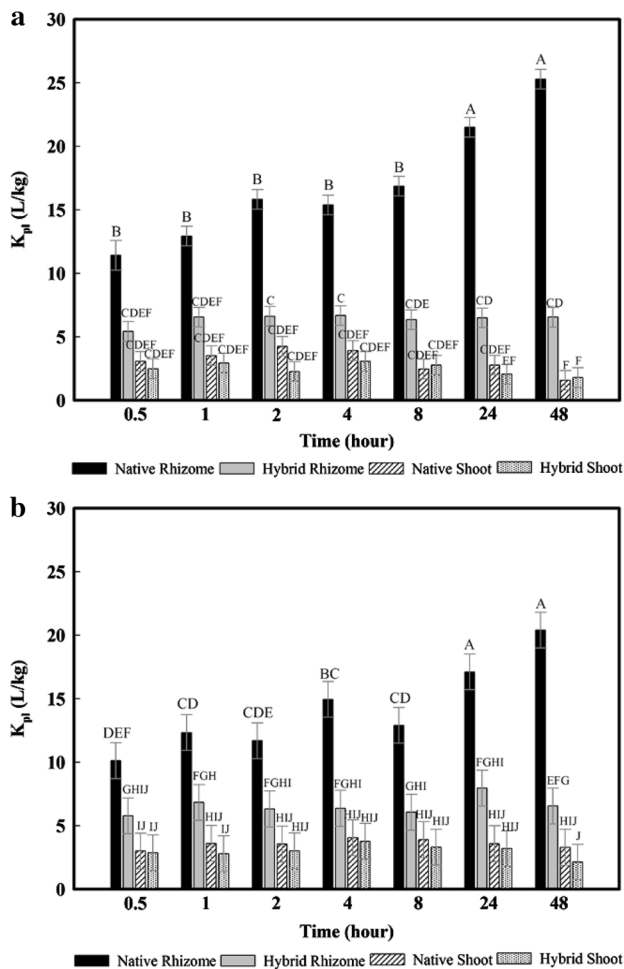 a
30
25
20
15
10
5
0
K_pl (L/kg)
B B B B B A A
CDEF CDEF C C CDE CD CD
CDEF CDEF CDEF CDEF CDEF CDEF F
CDEF CDEF CDEF CDEF CDEF EF F
0.5 1 2 4 8 24 48
Time (hour)
Native Rhizome Hybrid Rhizome Native Shoot Hybrid Shoot
b
30
25
20
15
10
5
0
K_pl (L/kg)
DEF CD CDE BC CD A A
GHIJ FGH FGHI FGHI GHI FGHI EFG
IJ HIJ HIJ HIJ HIJ HIJ HIJ
IJ IJ HIJ HIJ HIJ HIJ J
0.5 1 2 4 8 24 48
Time (hour)
Native Rhizome Hybrid Rhizome Native Shoot Hybrid Shoot